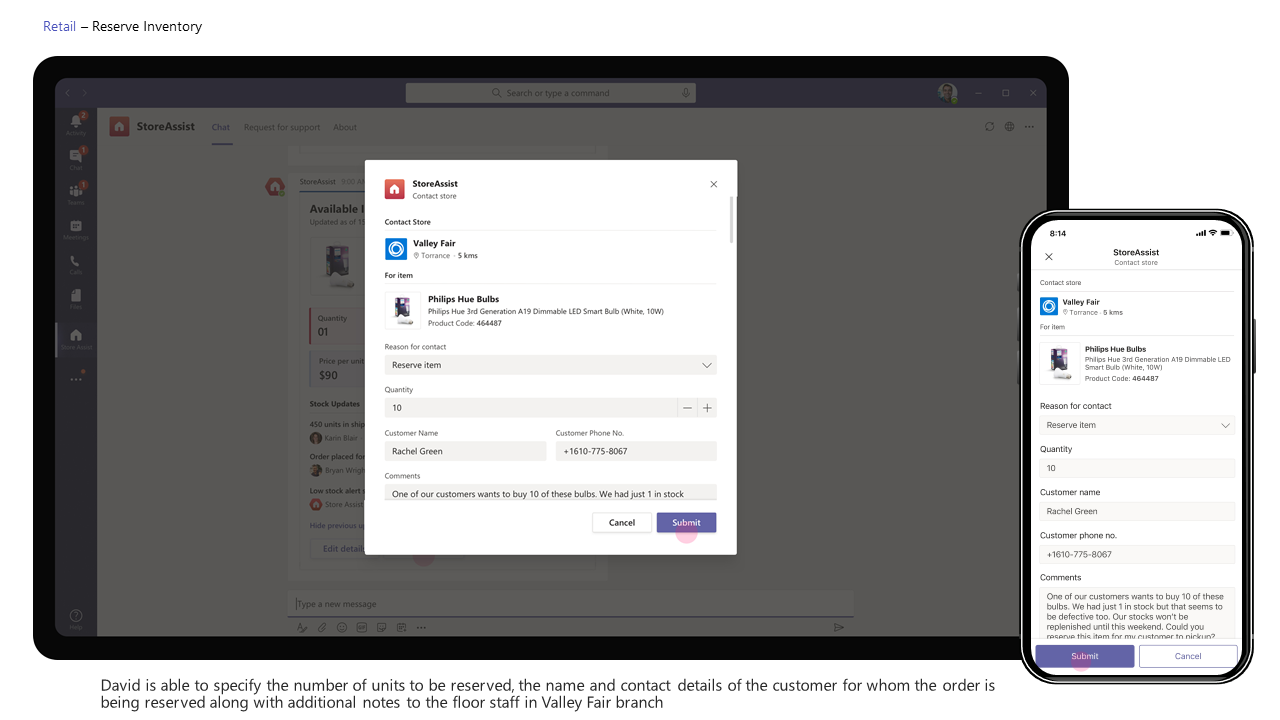 Retail – Reserve Inventory
Search or type a command
Activity
2
Chat
1
Teams
1
Meetings
Calls
Files
Store Assist
Help
StoreAssist Chat Request for support About
StoreAssist 9:00 AM
Available
Updated as of
Quantity
01
Price per unit
$90
Stock Updates
450 units in ship
Karin Blair
Order placed for
Bryan Wrigh
Low stock alert
Store Assist
Hide previous
Edit details
Type a new message
StoreAssist
Contact store
Contact Store
Valley Fair
Torrance · 5 kms
For item
Philips Hue Bulbs
Philips Hue 3rd Generation A19 Dimmable LED Smart Bulb (White, 10W)
Product Code: 464487
Reason for contact
Reserve item
Quantity
10
Customer Name Customer Phone No.
Rachel Green +1610-775-8067
Comments
One of our customers wants to buy 10 of these bulbs. We had just 1 in stock
Cancel Submit
8:14
StoreAssist
Contact store
Contact store
Valley Fair
Torrance · 5 kms
For item
Philips Hue Bulbs
Philips Hue 3rd Generation A19 Dimmable LED
Smart Bulb (White, 10W)
Product Code: 464487
Reason for contact
Reserve item
Quantity
10
Customer name
Rachel Green
Customer phone no.
+1610-775-8067
Comments
One of our customers wants to buy 10 of these
bulbs. We had just 1 in stock but that seems to
be defective too. Our stocks won't be
replenished until this weekend. Could you
reserve this item for my customer to pickup?
Submit Cancel
David is able to specify the number of units to be reserved, the name and contact details of the customer for whom the order is
being reserved along with additional notes to the floor staff in Valley Fair branch